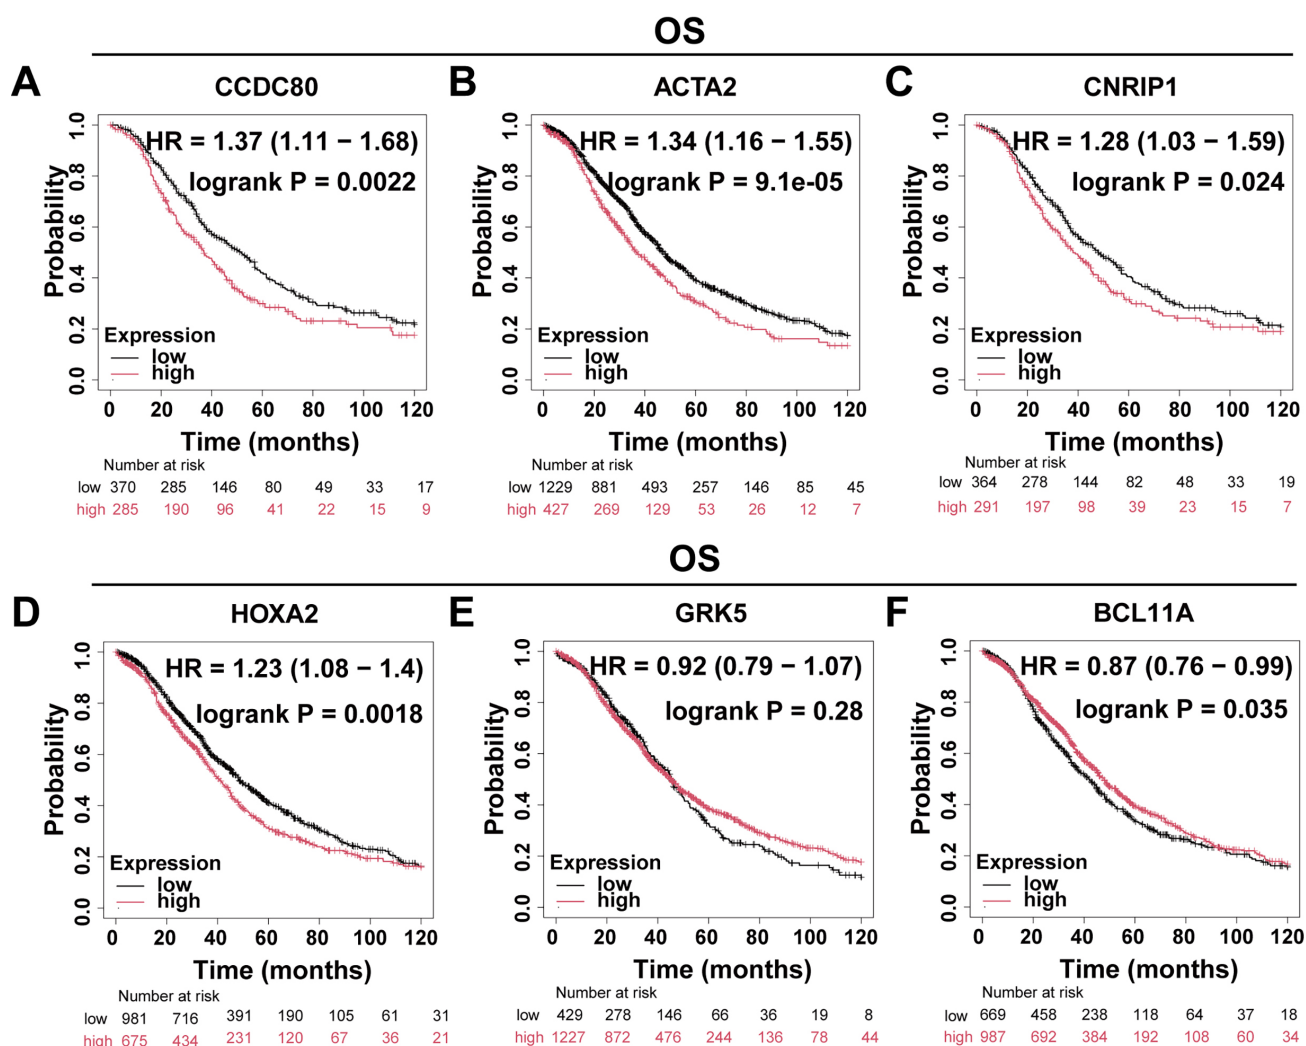 OS
A
CCDC80
HR = 1.37 (1.11 − 1.68)
logrank P = 0.0022
Probability
1.0
0.8
0.6
0.4
0.2
0.0
Expression
low
high
0 20 40 60 80 100 120
Time (months)
Number at risk
low 370 285 146 80 49 33 17
high 285 190 96 41 22 15 9
B
ACTA2
HR = 1.34 (1.16 − 1.55)
logrank P = 9.1e-05
Probability
1.0
0.8
0.6
0.4
0.2
0.0
Expression
low
high
0 20 40 60 80 100 120
Time (months)
Number at risk
low 1229 881 493 257 146 85 45
high 427 269 129 53 26 12 7
C
CNRIP1
HR = 1.28 (1.03 − 1.59)
logrank P = 0.024
Probability
1.0
0.8
0.6
0.4
0.2
0.0
Expression
low
high
0 20 40 60 80 100 120
Time (months)
Number at risk
low 364 278 144 82 48 33 19
high 291 197 98 39 23 15 7
OS
D
HOXA2
HR = 1.23 (1.08 − 1.4)
logrank P = 0.0018
Probability
1.0
0.8
0.6
0.4
0.2
0.0
Expression
low
high
0 20 40 60 80 100 120
Time (months)
Number at risk
low 981 716 391 190 105 61 31
high 675 434 231 120 67 36 21
E
GRK5
HR = 0.92 (0.79 − 1.07)
logrank P = 0.28
Probability
1.0
0.8
0.6
0.4
0.2
0.0
Expression
low
high
0 20 40 60 80 100 120
Time (months)
Number at risk
low 429 278 146 66 36 19 8
high 1227 872 476 244 136 78 44
F
BCL11A
HR = 0.87 (0.76 − 0.99)
logrank P = 0.035
Probability
1.0
0.8
0.6
0.4
0.2
0.0
Expression
low
high
0 20 40 60 80 100 120
Time (months)
Number at risk
low 669 458 238 118 64 37 18
high 987 692 384 192 108 60 34